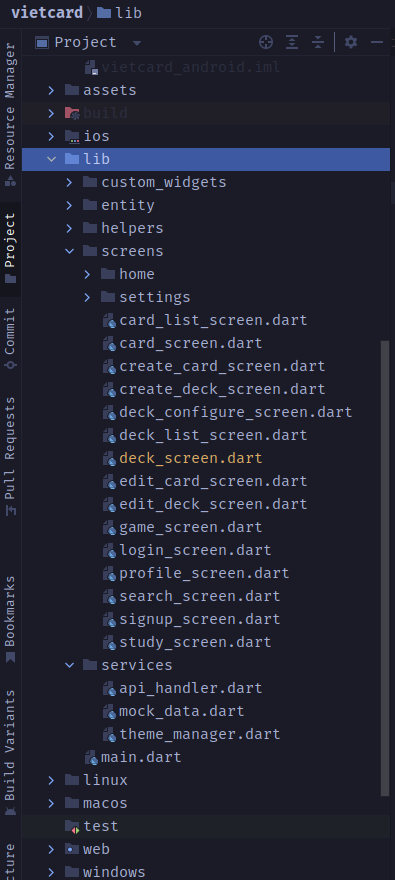 vietcard lib
Project
vietcard_android.iml
assets
build
ios
lib
custom_widgets
entity
helpers
screens
home
settings
card_list_screen.dart
card_screen.dart
create_card_screen.dart
create_deck_screen.dart
deck_configure_screen.dart
deck_list_screen.dart
deck_screen.dart
edit_card_screen.dart
edit_deck_screen.dart
game_screen.dart
login_screen.dart
profile_screen.dart
search_screen.dart
signup_screen.dart
study_screen.dart
services
api_handler.dart
mock_data.dart
theme_manager.dart
main.dart
linux
macos
test
web
windows
Resource Manager
Project
Commit
Pull Requests
Bookmarks
Build Variants